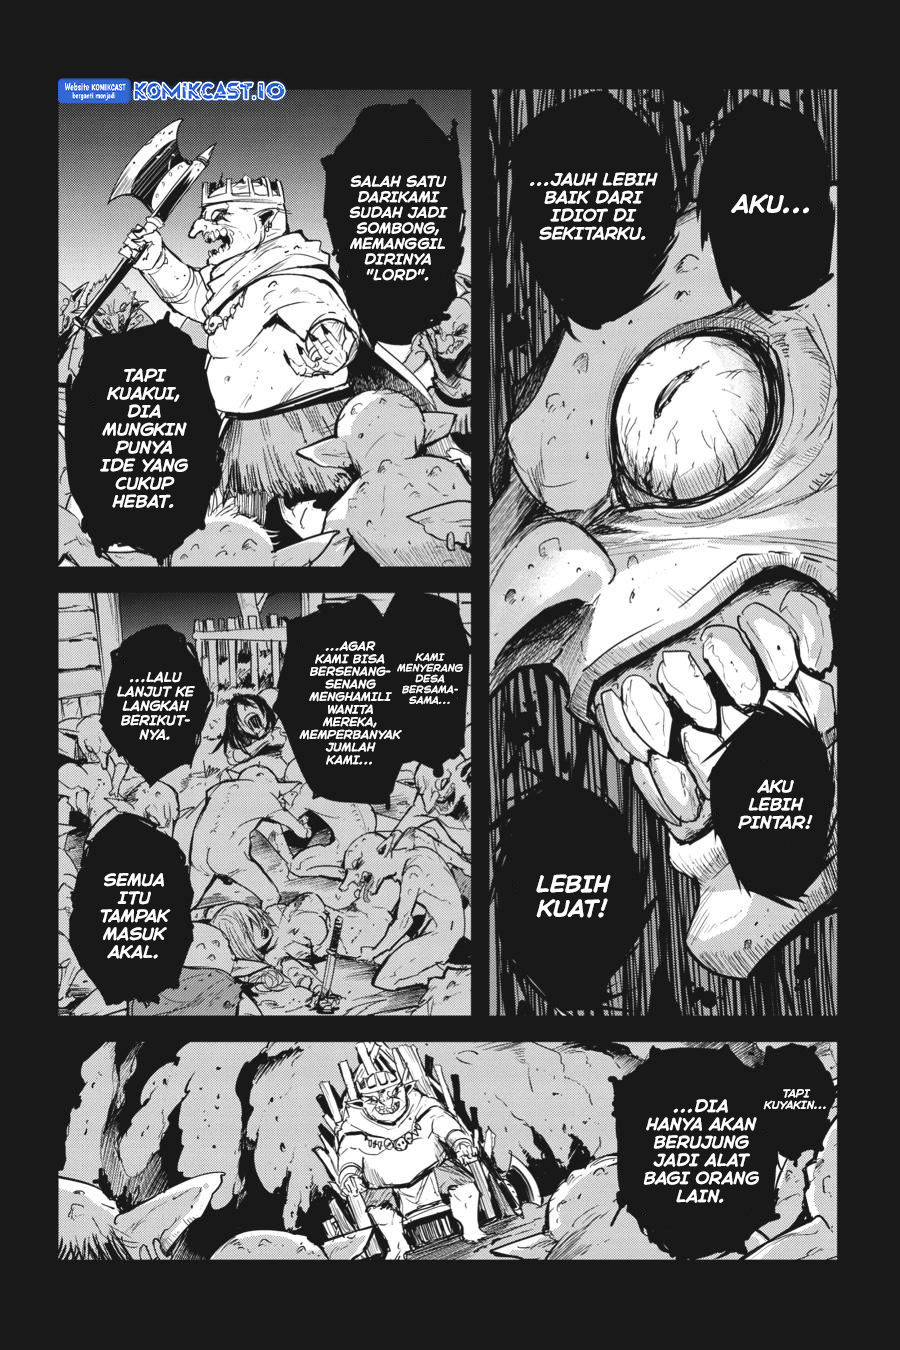 Website KOMIKCAST
berganti menjadi
KOMIKCAST.IO
AKU...
...JAUH LEBIH
BAIK DARI
IDIOT DI
SEKITARKU.
AKU
LEBIH
PINTAR!
LEBIH
KUAT!
SALAH SATU
DARIKAMI
SUDAH JADI
SOMBONG,
MEMANGGIL
DIRINYA
"LORD".
TAPI
KUAKUI,
DIA
MUNGKIN
PUNYA
IDE YANG
CUKUP
HEBAT.
KAMI
MENYERANG
DESA
BERSAMA-
SAMA...
...AGAR
KAMI BISA
BERSENANG-
SENANG
MENGHAMILI
WANITA
MEREKA,
MEMPERBANYAK
JUMLAH
KAMI...
...LALU
LANJUT KE
LANGKAH
BERIKUT-
NYA.
SEMUA
ITU
TAMPAK
MASUK
AKAL.
TAPI
KUYAKIN...
...DIA
HANYA AKAN
BERUJUNG
JADI ALAT
BAGI ORANG
LAIN.